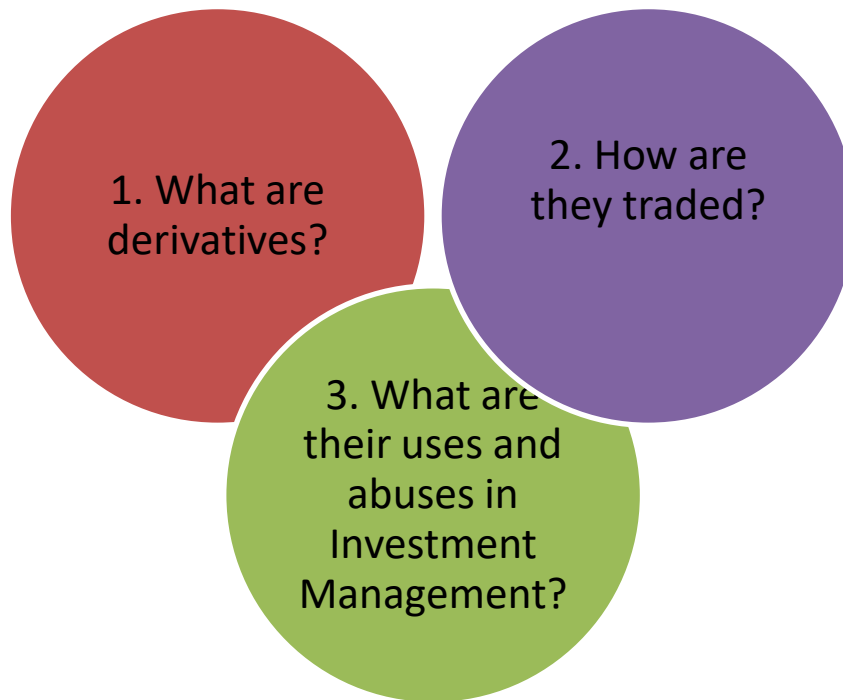 1. What are
derivatives?
2. How are
they traded?
3. What are
their uses and
abuses in
Investment
Management?